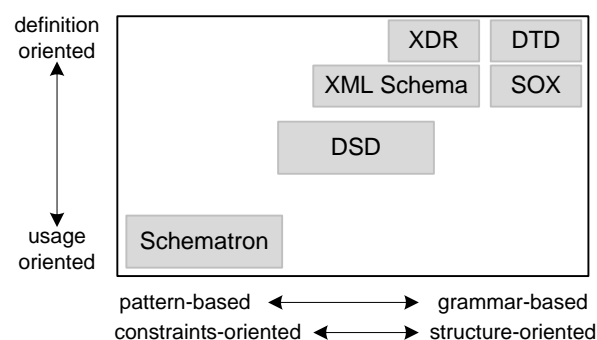 definition
oriented
XDR DTD
XML Schema SOX
DSD
Schematron
usage
oriented
pattern-based grammar-based
constraints-oriented structure-oriented